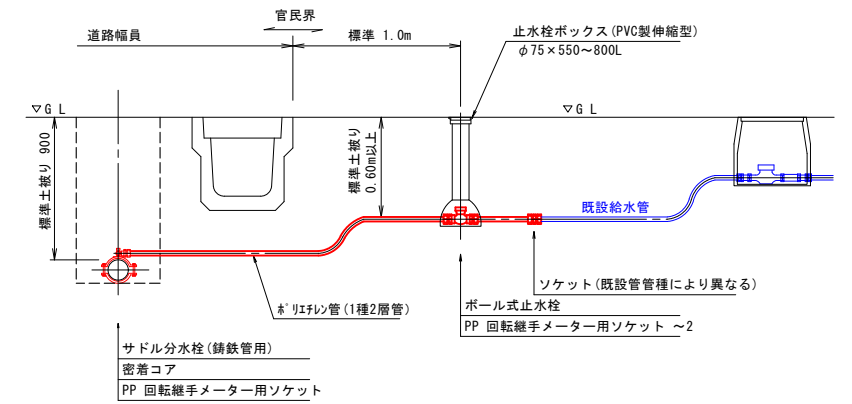 官民界
道路幅員
標準 1.0m
止水栓ボックス(PVC製伸縮型)
φ75×550~800L
▽G L
▽G L
標準土被り 900
標準土被り
0.60m以上
既設給水管
ソケット(既設管管種により異なる)
ポリエチレン管(1種2層管)
ボール式止水栓
PP 回転継手メーター用ソケット ~2
サドル分水栓(鋳鉄管用)
密着コア
PP 回転継手メーター用ソケット